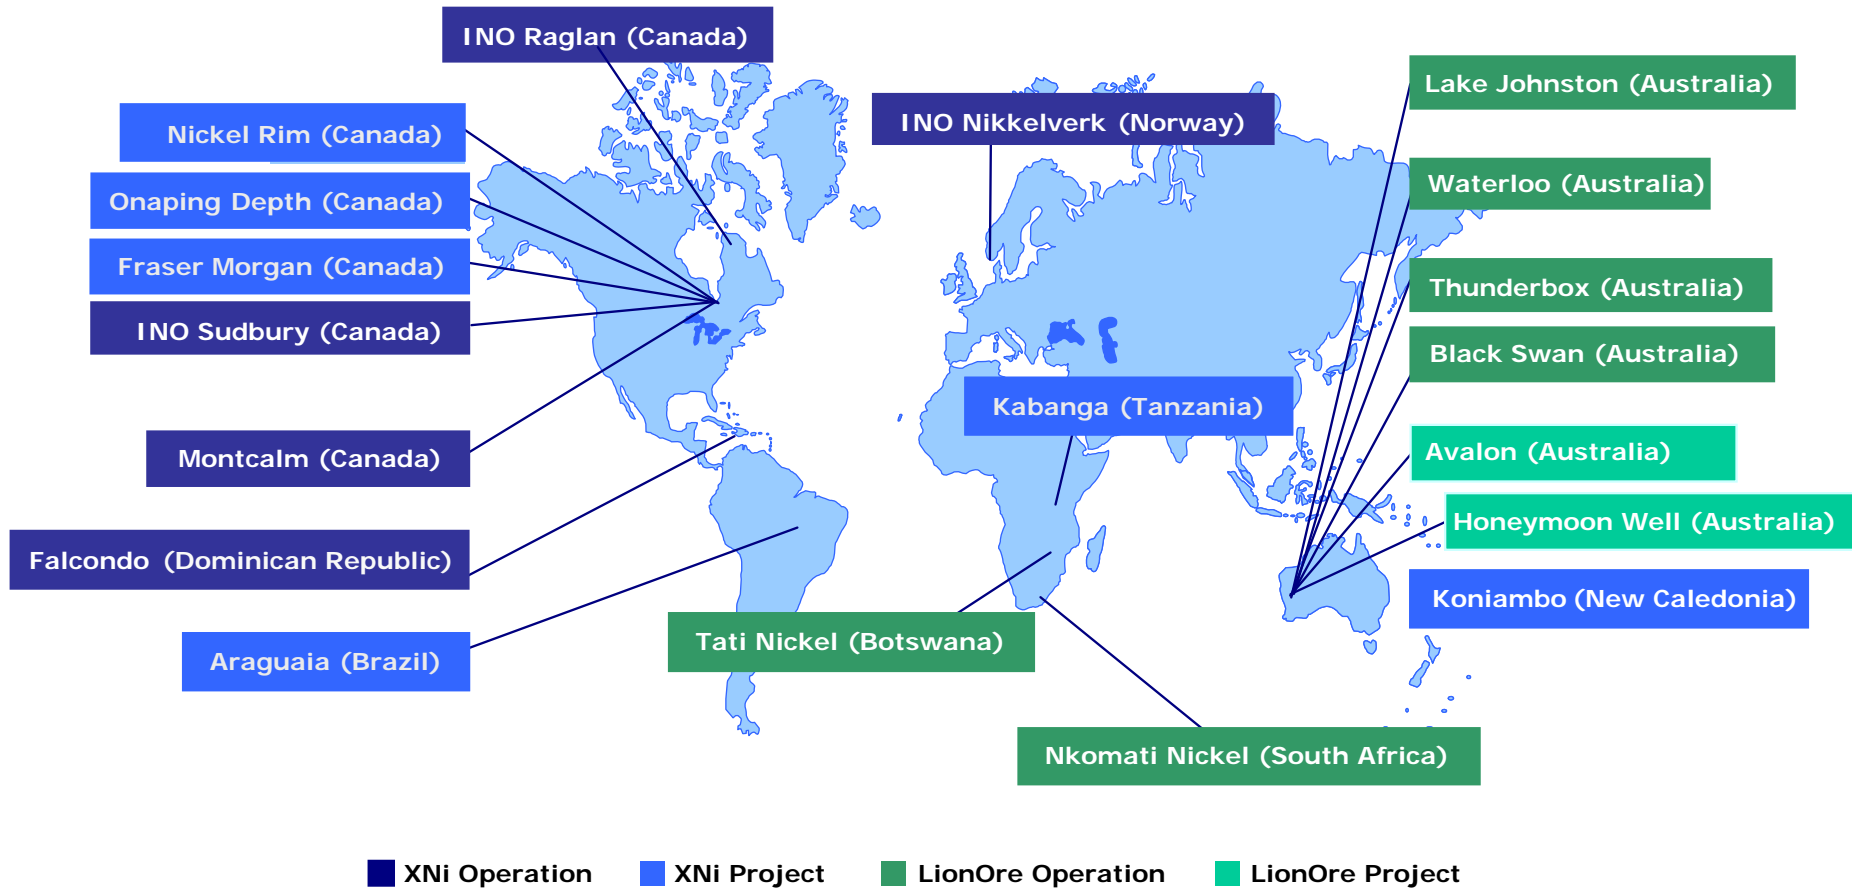 INO Raglan (Canada)
Nickel Rim (Canada)
Onaping Depth (Canada)
Fraser Morgan (Canada)
INO Sudbury (Canada)
Montcalm (Canada)
Falcondo (Dominican Republic)
Araguaia (Brazil)
INO Nikkelverk (Norway)
Kabanga (Tanzania)
Tati Nickel (Botswana)
Nkomati Nickel (South Africa)
Lake Johnston (Australia)
Waterloo (Australia)
Thunderbox (Australia)
Black Swan (Australia)
Avalon (Australia)
Honeymoon Well (Australia)
Koniambo (New Caledonia)
XNi Operation
XNi Project
LionOre Operation
LionOre Project